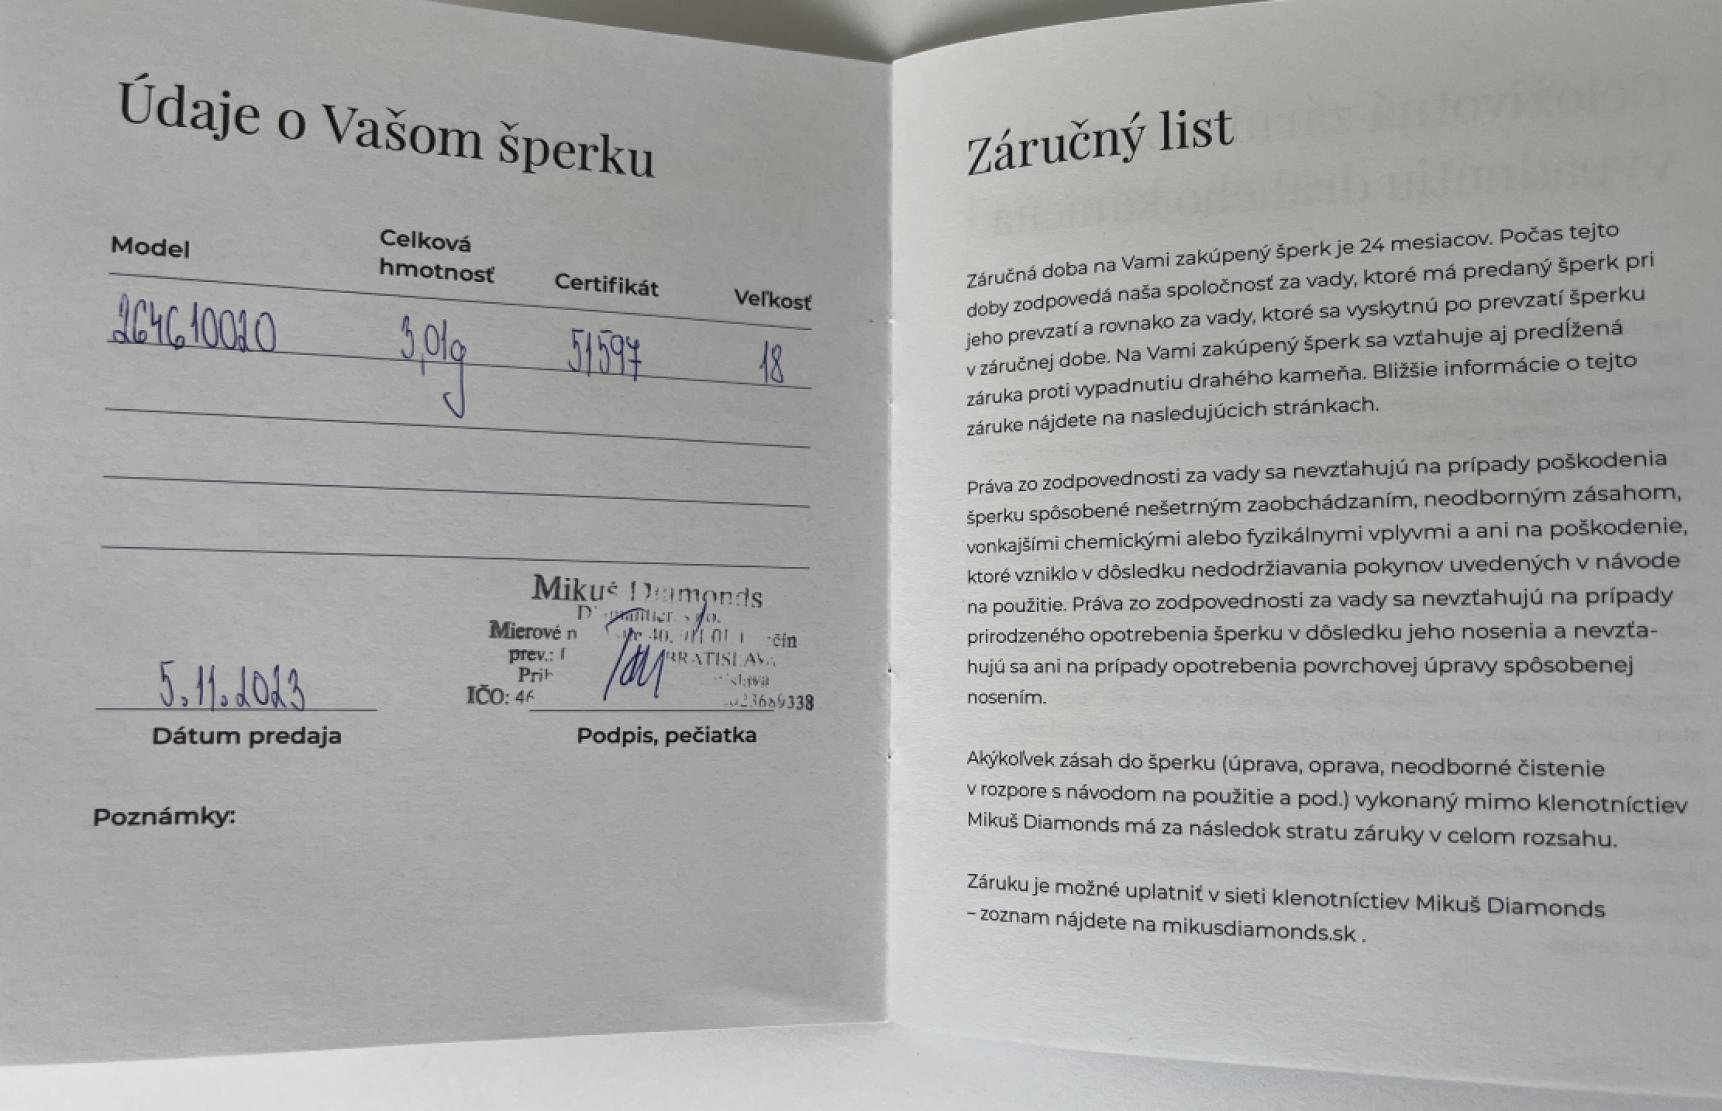 Údaje o Vašom šperku
Model Celková hmotnosť Certifikát Veľkosť
264610020 3,01g 51597 18
Mikuš Diamonds
Mierové n
prev.:
IČO: 46
BRATISLAVA
5.11.2023
Dátum predaja
Podpis, pečiatka
Poznámky:
Záručný list
Záručná doba na Vami zakúpený šperk je 24 mesiacov. Počas tejto
doby zodpovedá naša spoločnosť za vady, ktoré má predaný šperk pri
jeho prevzatí a rovnako za vady, ktoré sa vyskytnú po prevzatí šperku
v záručnej dobe. Na Vami zakúpený šperk sa vzťahuje aj predĺžená
záruka proti vypadnutiu drahého kameňa. Bližšie informácie o tejto
záruke nájdete na nasledujúcich stránkach.
Práva zo zodpovednosti za vady sa nevzťahujú na prípady poškodenia
šperku spôsobené nešetrným zaobchádzaním, neodborným zásahom,
vonkajšími chemickými alebo fyzikálnymi vplyvmi a ani na poškodenie,
ktoré vzniklo v dôsledku nedodržiavania pokynov uvedených v návode
na použitie. Práva zo zodpovednosti za vady sa nevzťahujú na prípady
prirodzeného opotrebenia šperku v dôsledku jeho nosenia a nevzťa-
hujú sa ani na prípady opotrebenia povrchovej úpravy spôsobenej
nosením.
Akýkoľvek zásah do šperku (úprava, oprava, neodborné čistenie
v rozpore s návodom na použitie a pod.) vykonaný mimo klenotníctiev
Mikuš Diamonds má za následok stratu záruky v celom rozsahu.
Záruku je možné uplatniť v sieti klenotníctiev Mikuš Diamonds
– zoznam nájdete na mikusdiamonds.sk .